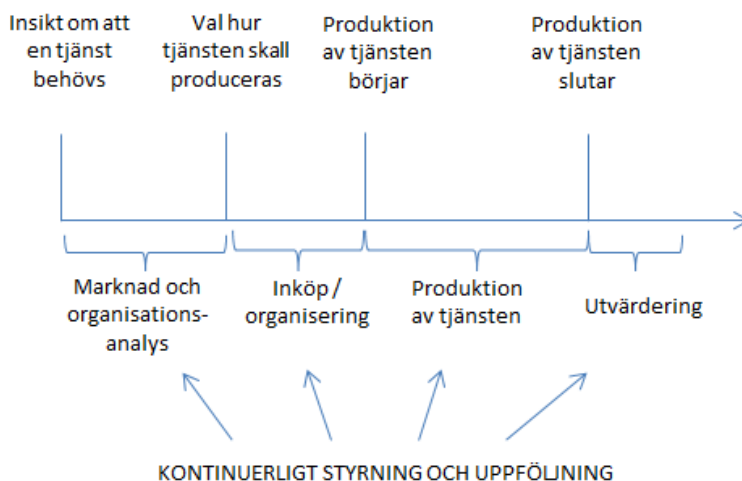 Insikt om att
en tjänst
behövs
Val hur
tjänsten skall
produceras
Produktion
av tjänsten
börjar
Produktion
av tjänsten
slutar
Marknad och
organisations-
analys
Inköp /
organisering
Produktion
av tjänsten
Utvärdering
KONTINUERLIGT STYRNING OCH UPPFÖLJNING